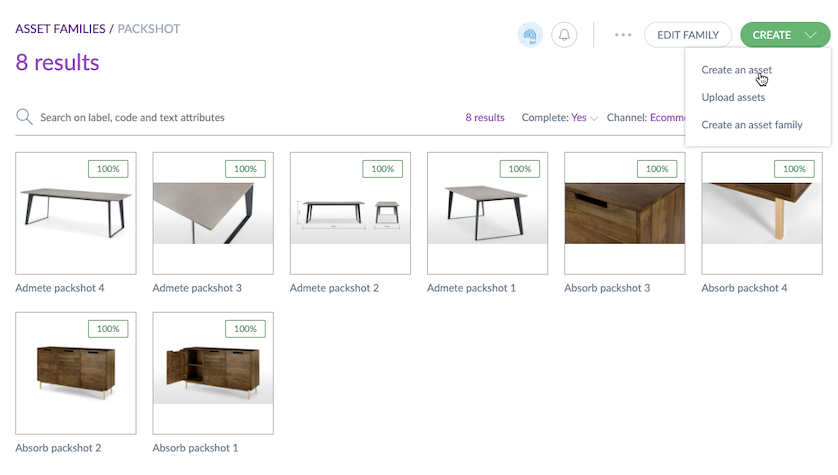 ASSET FAMILIES / PACKSHOT
EDIT FAMILY
CREATE
8 results
Create an asset
Upload assets
Create an asset family
Search on label, code and text attributes
8 results
Complete: Yes
Channel: Ecomme
100%
100%
100%
100%
100%
100%
Admete packshot 4
Admete packshot 3
Admete packshot 2
Admete packshot 1
Absorb packshot 3
Absorb packshot 4
100%
100%
Absorb packshot 2
Absorb packshot 1